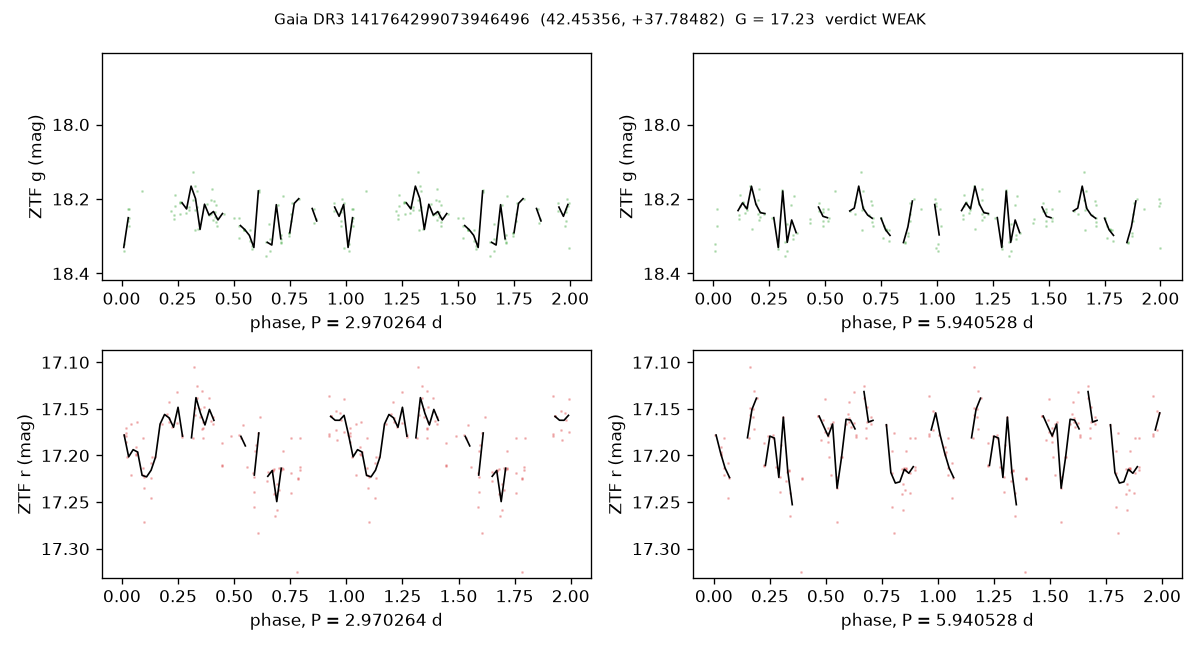 Gaia DR3 141764299073946496  (42.45356, +37.78482)  G = 17.23  verdict WEAK
ZTF g (mag)
18.0
18.2
18.4
0.00 0.25 0.50 0.75 1.00 1.25 1.50 1.75 2.00
phase, P = 2.970264 d
ZTF g (mag)
18.0
18.2
18.4
0.00 0.25 0.50 0.75 1.00 1.25 1.50 1.75 2.00
phase, P = 5.940528 d
ZTF r (mag)
17.10
17.15
17.20
17.25
17.30
0.00 0.25 0.50 0.75 1.00 1.25 1.50 1.75 2.00
phase, P = 2.970264 d
ZTF r (mag)
17.10
17.15
17.20
17.25
17.30
0.00 0.25 0.50 0.75 1.00 1.25 1.50 1.75 2.00
phase, P = 5.940528 d